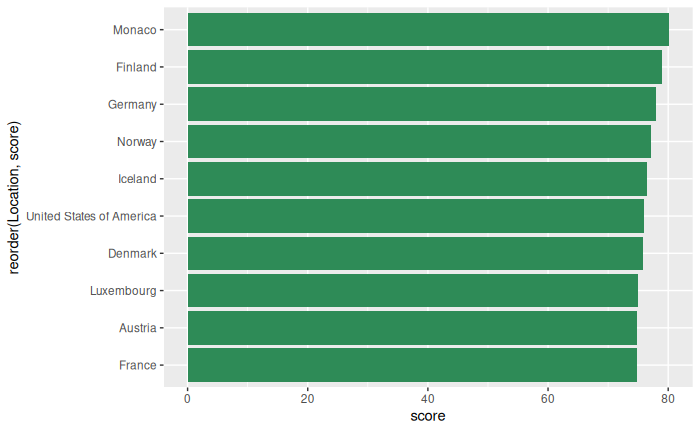 reorder(Location, score)
Monaco
Finland
Germany
Norway
Iceland
United States of America
Denmark
Luxembourg
Austria
France
0 20 40 60 80
score